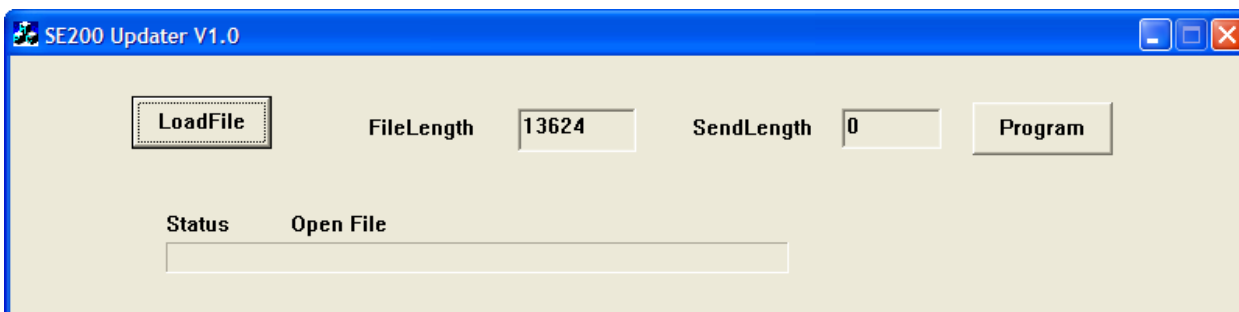 SE200 Updater V1.0
LoadFile FileLength 13624 SendLength 0 Program
Status Open File